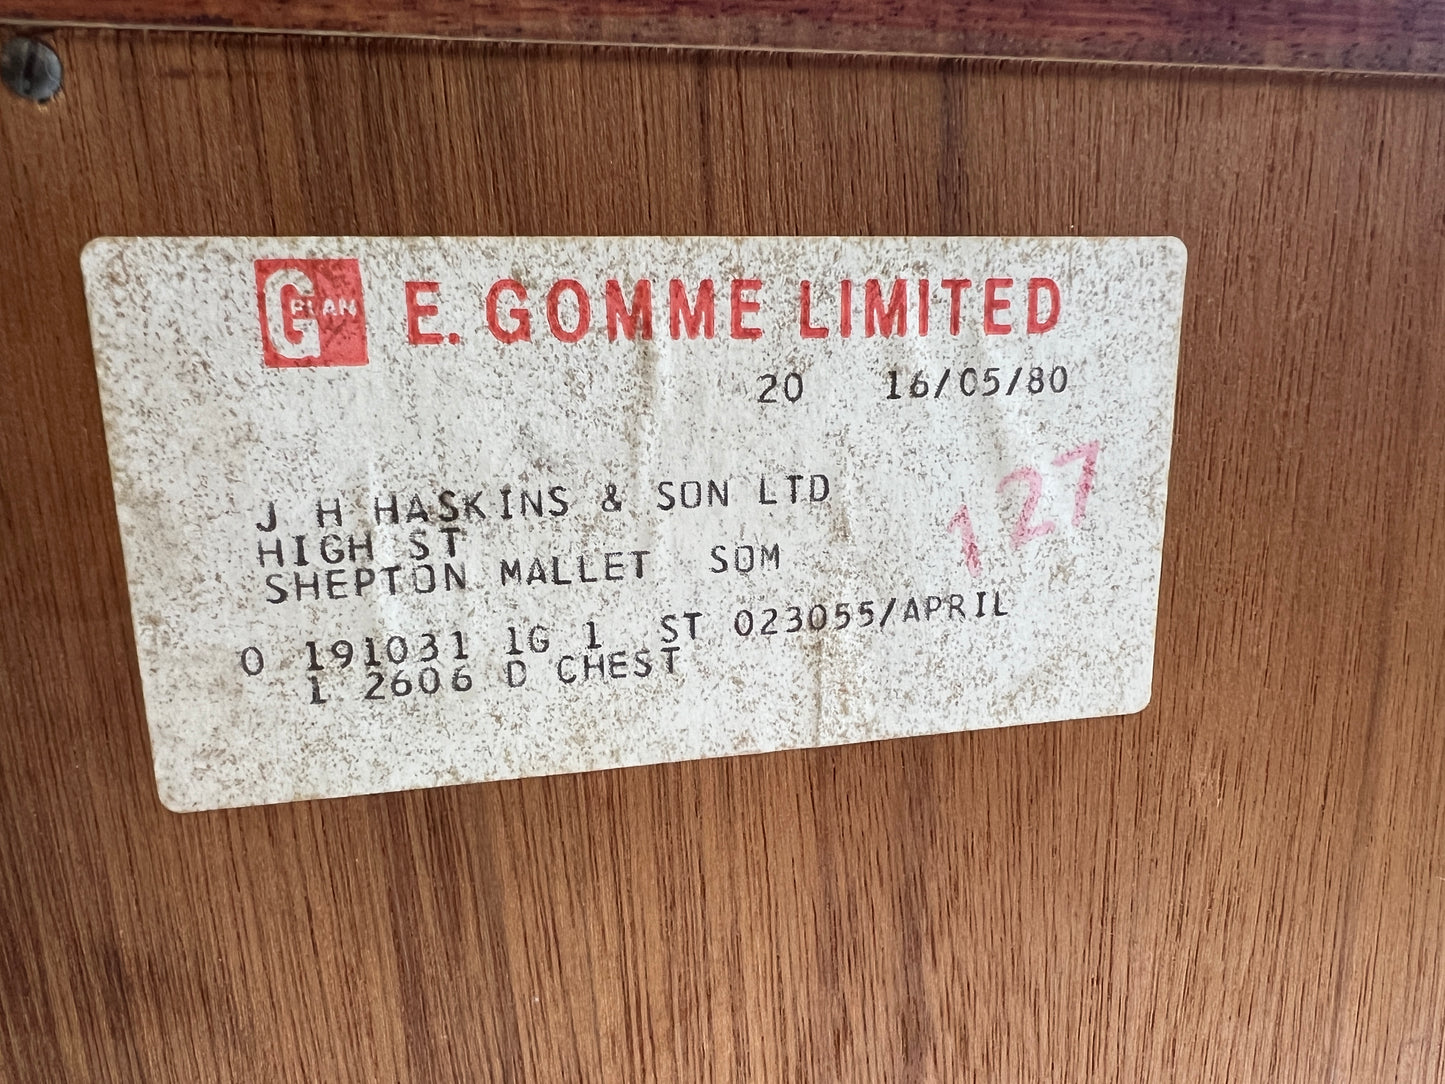 G PLAN E. GOMME LIMITED
20 16/05/80
127
J H HASKINS & SON LTD
HIGH ST
SHEPTON MALLET SOM
O 191031 1G 1 ST 023055/APRIL
1 2606 D CHEST